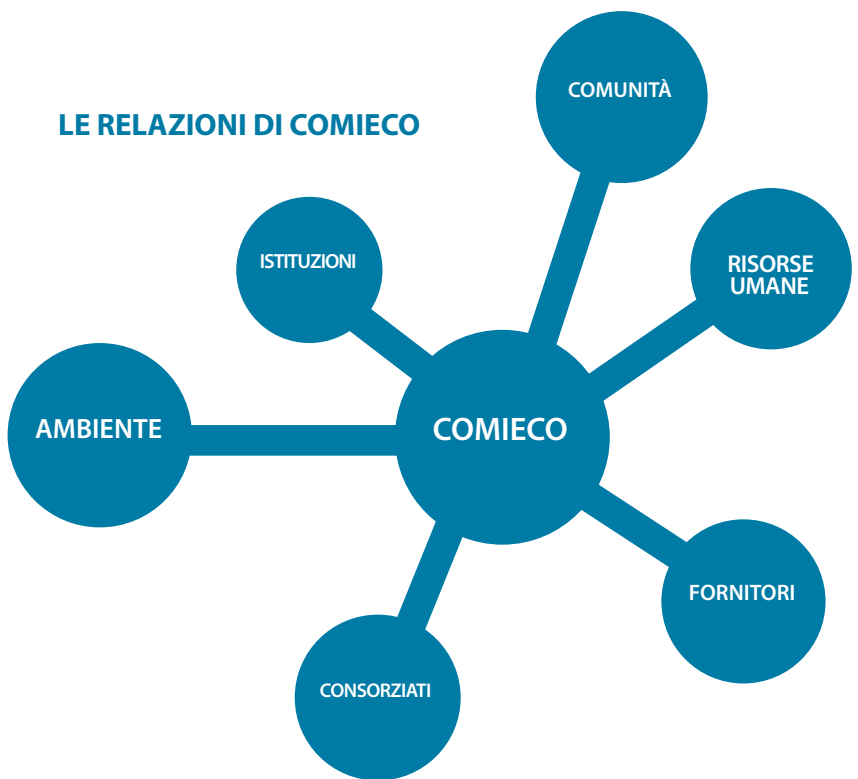 LE RELAZIONI DI COMIECO
COMUNITÀ
ISTITUZIONI
RISORSE
UMANE
AMBIENTE
COMIECO
FORNITORI
CONSORZIATI